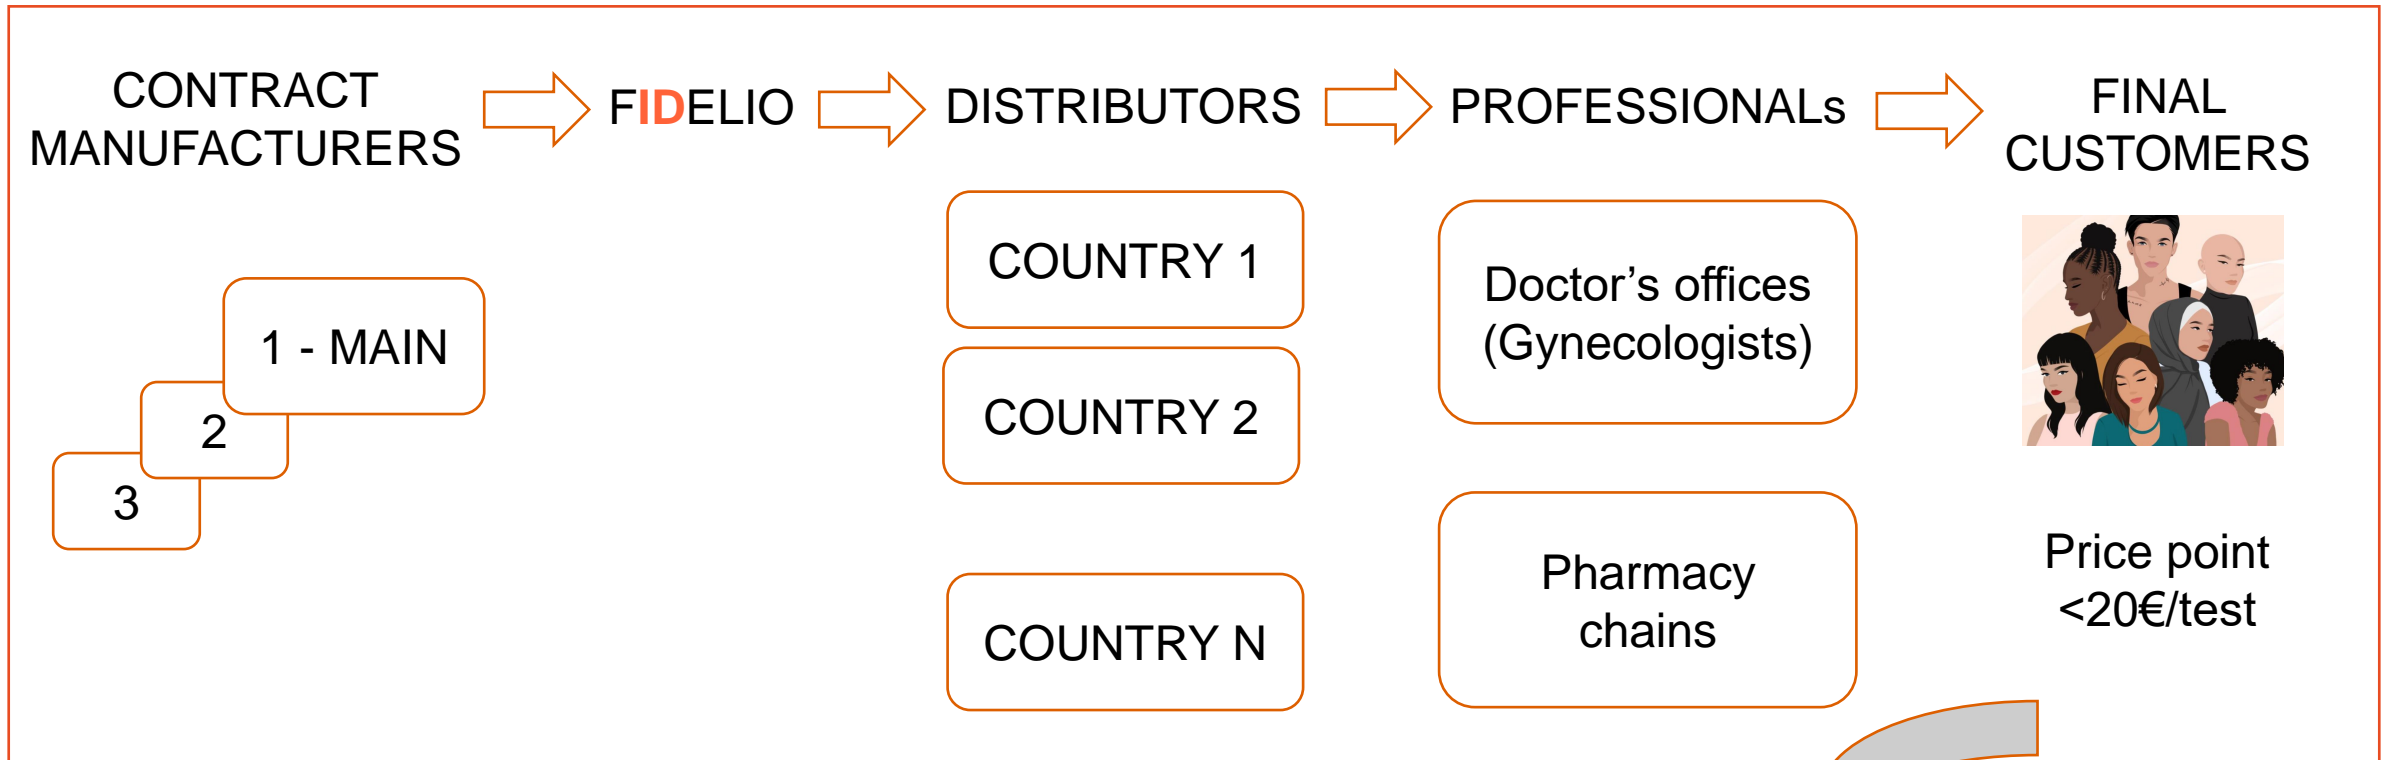 CONTRACT
MANUFACTURERS
FIDELIO
DISTRIBUTORS
PROFESSIONALs
FINAL
CUSTOMERS
1 - MAIN
2
3
COUNTRY 1
COUNTRY 2
COUNTRY N
Doctor’s offices
(Gynecologists)
Pharmacy
chains
Price point
<20€/test